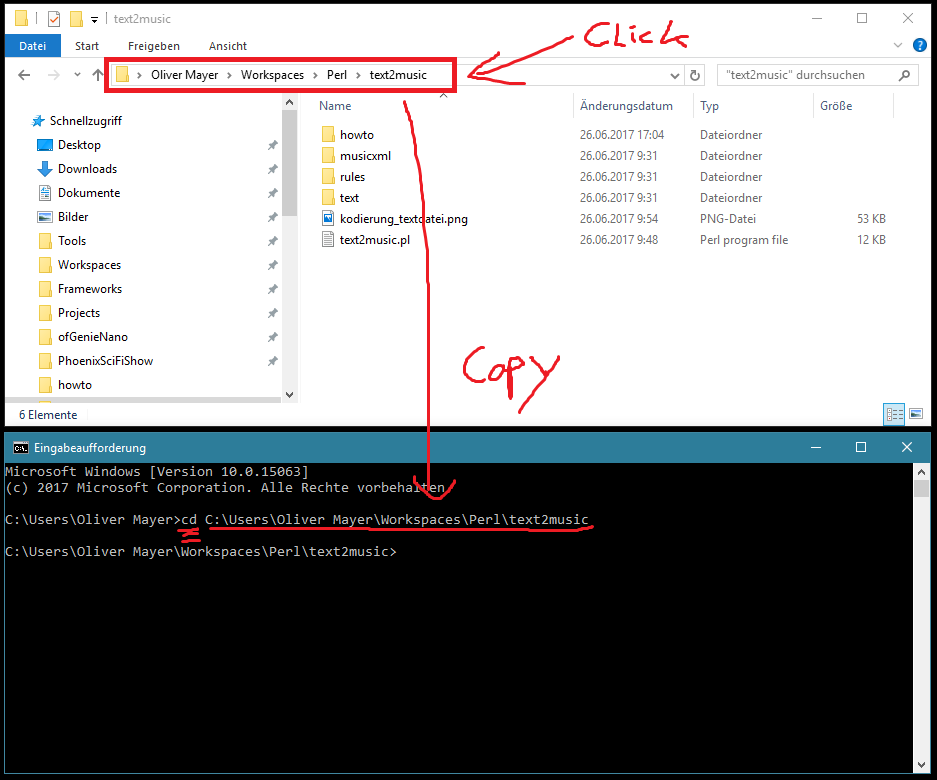 text2music
Datei Start Freigeben Ansicht
Click
Oliver Mayer Workspaces Perl text2music
"text2music" durchsuchen
Name Änderungsdatum Typ Größe
Schnellzugriff
Desktop
Downloads
Dokumente
Bilder
Tools
Workspaces
Frameworks
Projects
ofGenieNano
PhoenixSciFiShow
howto
howto 26.06.2017 17:04 Dateiordner
musicxml 26.06.2017 9:31 Dateiordner
rules 26.06.2017 9:31 Dateiordner
text 26.06.2017 9:31 Dateiordner
kodierung_textdatei.png 26.06.2017 9:54 PNG-Datei 53 KB
text2music.pl 26.06.2017 9:48 Perl program file 12 KB
Copy
6 Elemente
Eingabeaufforderung
Microsoft Windows [Version 10.0.15063]
(c) 2017 Microsoft Corporation. Alle Rechte vorbehalten.
C:\Users\Oliver Mayer>cd C:\Users\Oliver Mayer\Workspaces\Perl\text2music
C:\Users\Oliver Mayer\Workspaces\Perl\text2music>